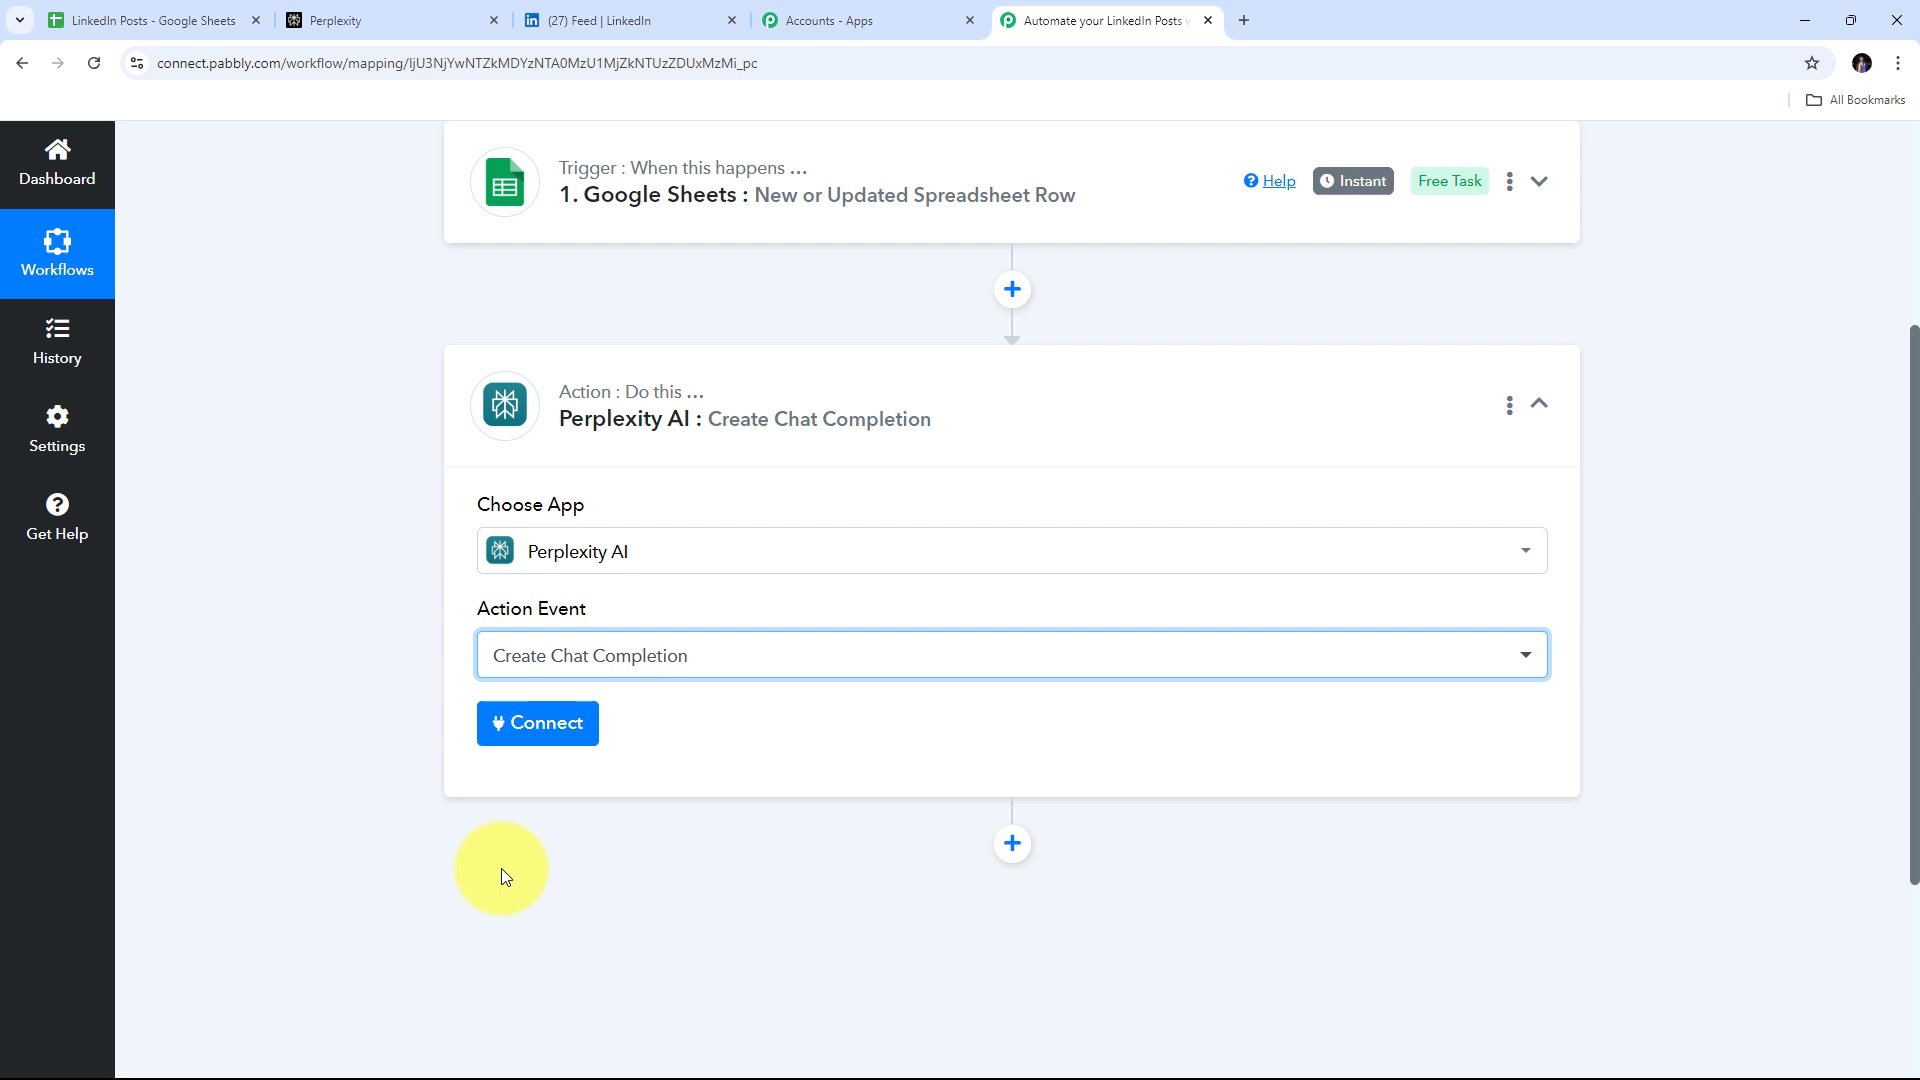 LinkedIn Posts - Google Sheets
Perplexity
(27) Feed | LinkedIn
Accounts - Apps
Automate your LinkedIn Posts
connect.pabbly.com/workflow/mapping/IjU3NjYwNTZkMDYzNTA0MzU1MjZkNTUzZDUxMzMi_pc
All Bookmarks
Dashboard
Workflows
History
Settings
Get Help
Trigger : When this happens ...
1. Google Sheets : New or Updated Spreadsheet Row
Help
Instant
Free Task
Action : Do this ...
Perplexity AI : Create Chat Completion
Choose App
Perplexity AI
Action Event
Create Chat Completion
Connect